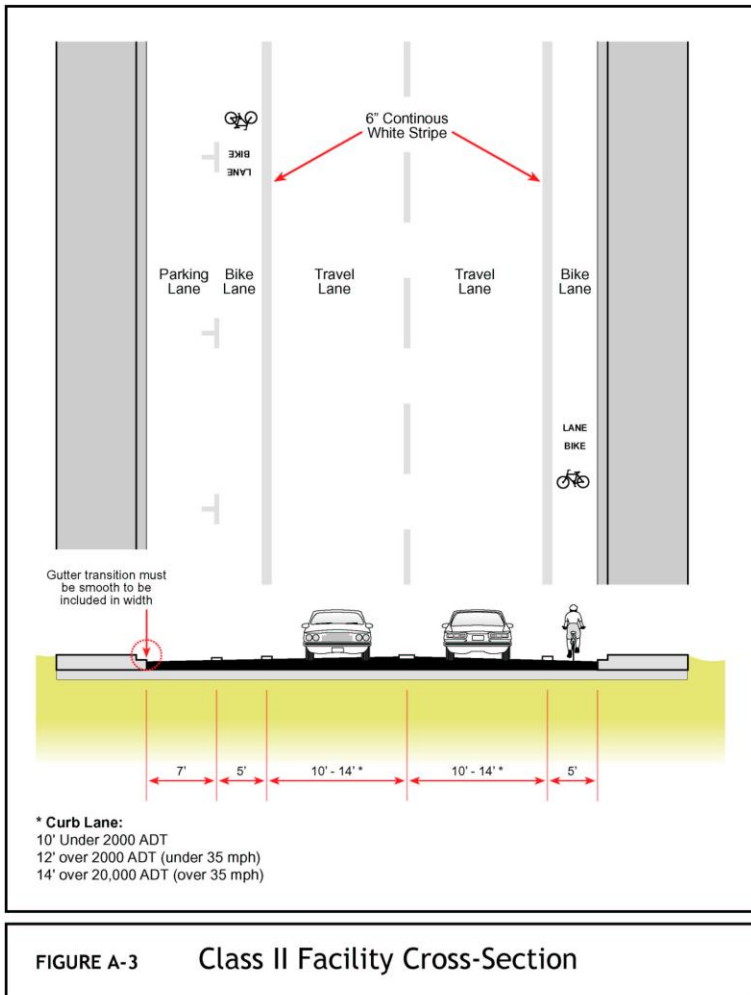 6" Continous
White Stripe
BIKE
LANE
Parking
Lane
Bike
Lane
Travel
Lane
Travel
Lane
Bike
Lane
LANE
BIKE
Gutter transition must
be smooth to be
included in width
7'
5'
10' - 14' *
10' - 14' *
5'
* Curb Lane:
10' Under 2000 ADT
12' over 2000 ADT (under 35 mph)
14' over 20,000 ADT (over 35 mph)
FIGURE A-3 Class II Facility Cross-Section